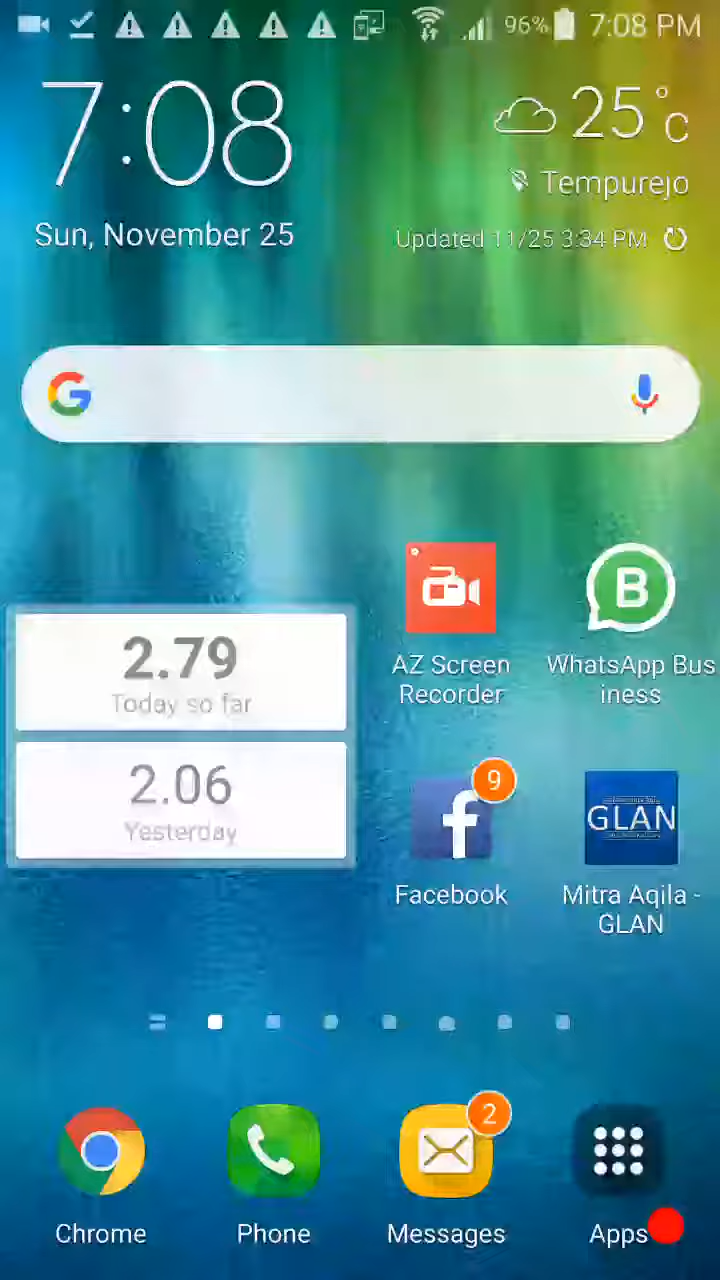 96% 7:08 PM
7:08
25°C
Tempurejo
Sun, November 25
Updated 11/25 3:34 PM
G
2.79
Today so far
2.06
Yesterday
AZ Screen
Recorder
B
WhatsApp Bus
iness
f
9
Facebook
GLAN
Mitra Aqila -
GLAN
2
Chrome
Phone
Messages
Apps